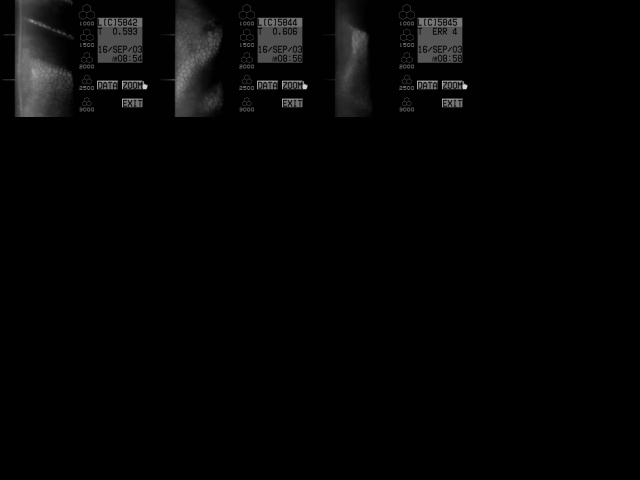 1000
1500
2000
2500
3000
L(C)5842
T 0.593
16/SEP/03
08:54
DATA ZOOM
EXIT
1000
1500
2000
2500
3000
L(C)5844
T 0.606
16/SEP/03
08:56
DATA ZOOM
EXIT
1000
1500
2000
2500
3000
L(C)5845
T ERR 4
16/SEP/03
08:58
DATA ZOOM
EXIT